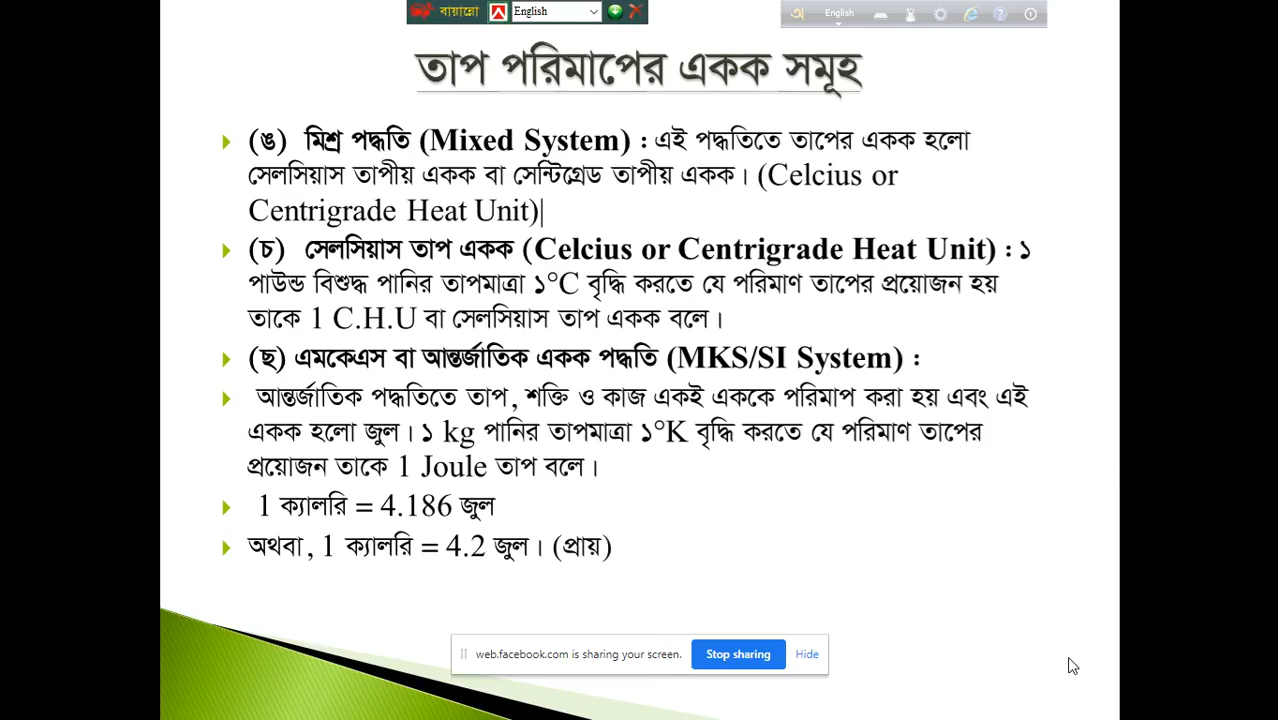 বায়ান্নো English
অ English
তাপ পরিমাপের একক সমূহ
(ঙ) মিশ্র পদ্ধতি (Mixed System) : এই পদ্ধতিতে তাপের একক হলো
সেলসিয়াস তাপীয় একক বা সেন্টিগ্রেড তাপীয় একক। (Celcius or
Centrigrade Heat Unit)|
(চ) সেলসিয়াস তাপ একক (Celcius or Centrigrade Heat Unit) : ১
পাউন্ড বিশুদ্ধ পানির তাপমাত্রা ১°C বৃদ্ধি করতে যে পরিমাণ তাপের প্রয়োজন হয়
তাকে 1 C.H.U বা সেলসিয়াস তাপ একক বলে।
(ছ) এমকেএস বা আন্তর্জাতিক একক পদ্ধতি (MKS/SI System) :
আন্তর্জাতিক পদ্ধতিতে তাপ, শক্তি ও কাজ একই এককে পরিমাপ করা হয় এবং এই
একক হলো জুল। ১ kg পানির তাপমাত্রা ১°K বৃদ্ধি করতে যে পরিমাণ তাপের
প্রয়োজন তাকে 1 Joule তাপ বলে।
1 ক্যালরি = 4.186 জুল
অথবা, 1 ক্যালরি = 4.2 জুল। (প্রায়)
web.facebook.com is sharing your screen. Stop sharing Hide